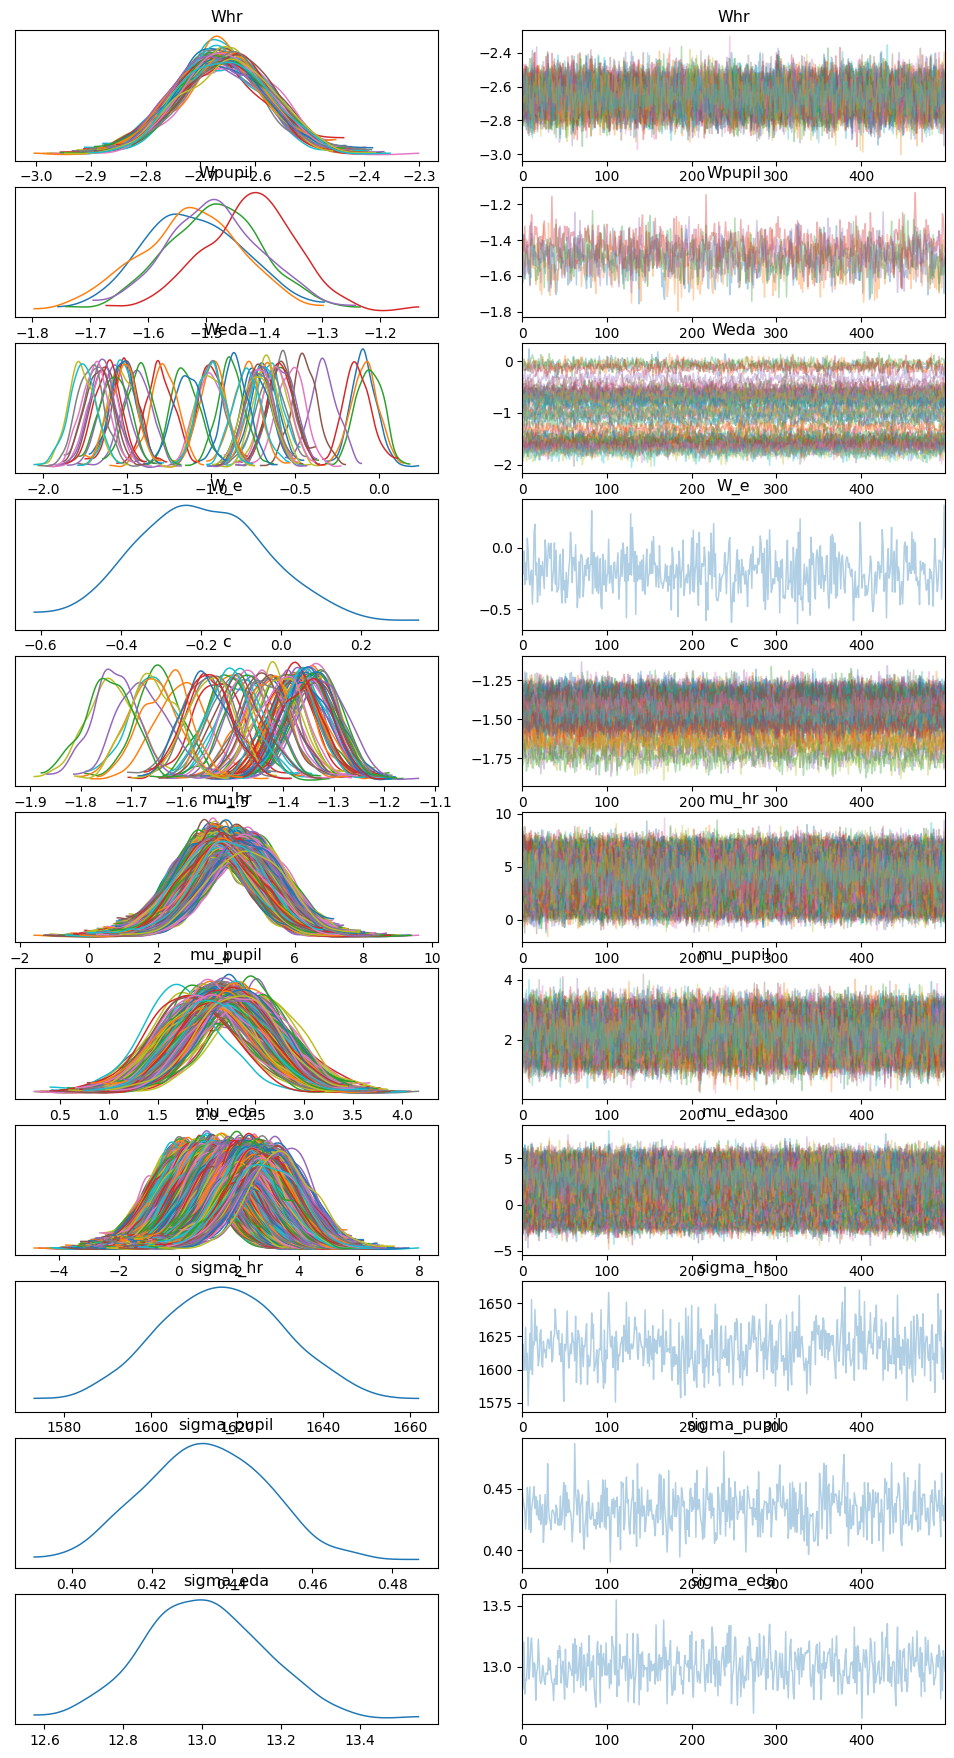 Whr Whr
−2.4
−2.6
−2.8
−3.0
−3.0 −2.9 −2.8 −2.7 −2.6 −2.5 −2.4 −2.3 0 100 200 300 400
Wpupil Wpupil
−1.2
−1.4
−1.6
−1.8
−1.8 −1.7 −1.6 −1.5 −1.4 −1.3 −1.2 0 100 200 300 400
Weda Weda
0
−1
−2
−2.0 −1.5 −1.0 −0.5 0.0 0 100 200 300 400
W_e W_e
0.0
−0.5
−0.6 −0.4 −0.2 0.0 0.2 0 100 200 300 400
c c
−1.25
−1.50
−1.75
−1.9 −1.8 −1.7 −1.6 −1.5 −1.4 −1.3 −1.2 −1.1 0 100 200 300 400
mu_hr mu_hr
10
5
0
−2 0 2 4 6 8 10 0 100 200 300 400
mu_pupil mu_pupil
4
2
0.5 1.0 1.5 2.0 2.5 3.0 3.5 4.0 0 100 200 300 400
mu_eda mu_eda
5
0
−5
−4 −2 0 2 4 6 8 0 100 200 300 400
sigma_hr sigma_hr
1650
1625
1600
1575
1580 1600 1620 1640 1660 0 100 200 300 400
sigma_pupil sigma_pupil
0.45
0.40
0.40 0.42 0.44 0.46 0.48 0 100 200 300 400
sigma_eda sigma_eda
13.5
13.0
12.6 12.8 13.0 13.2 13.4 0 100 200 300 400